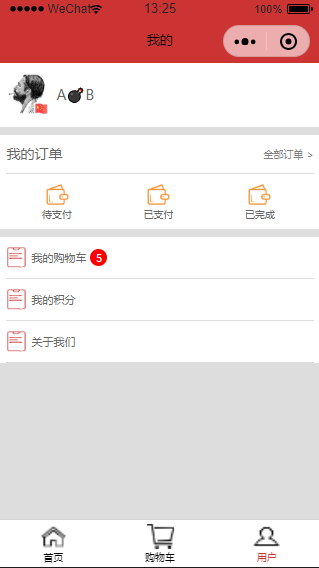 WeChat 13:25 100%
我的
A💣B
我的订单 全部订单 >
待支付 已支付 已完成
我的购物车 5
我的积分
关于我们
首页 购物车 用户